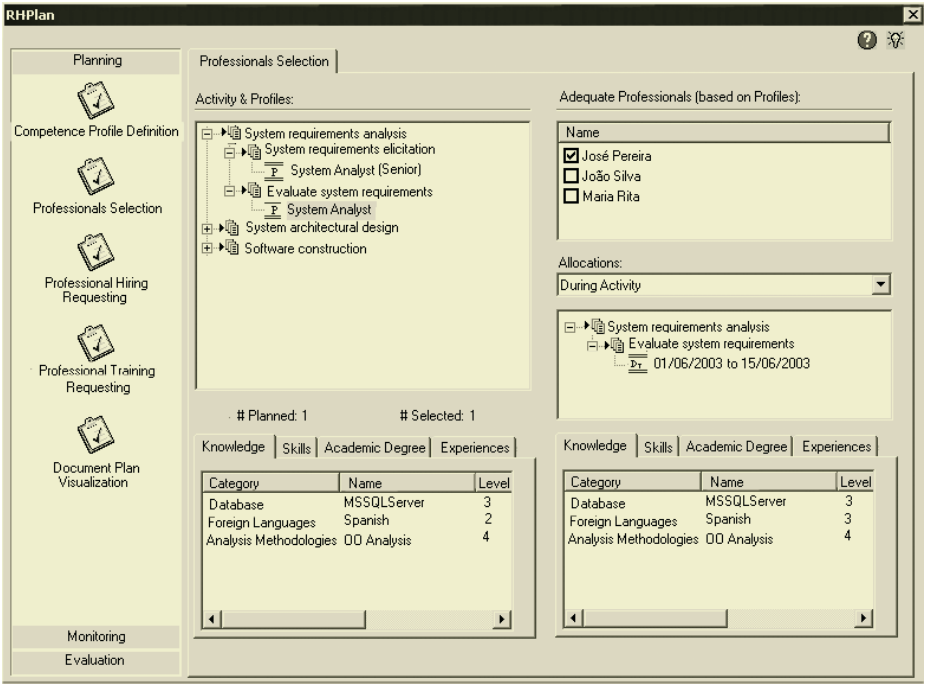 RHPlan
Planning
Competence Profile Definition
Professionals Selection
Professional Hiring
Requesting
Professional Training
Requesting
Document Plan
Visualization
Monitoring
Evaluation
Professionals Selection
Activity & Profiles:
System requirements analysis
System requirements elicitation
P System Analyst (Senior)
Evaluate system requirements
P System Analyst
System architectural design
Software construction
# Planned: 1 # Selected: 1
Knowledge Skills Academic Degree Experiences
Category Name Level
Database MSSQLServer 3
Foreign Languages Spanish 2
Analysis Methodologies OO Analysis 4
Adequate Professionals (based on Profiles):
Name
José Pereira
João Silva
Maria Rita
Allocations:
During Activity
System requirements analysis
Evaluate system requirements
DT 01/06/2003 to 15/06/2003
Knowledge Skills Academic Degree Experiences
Category Name Level
Database MSSQLServer 3
Foreign Languages Spanish 3
Analysis Methodologies OO Analysis 4